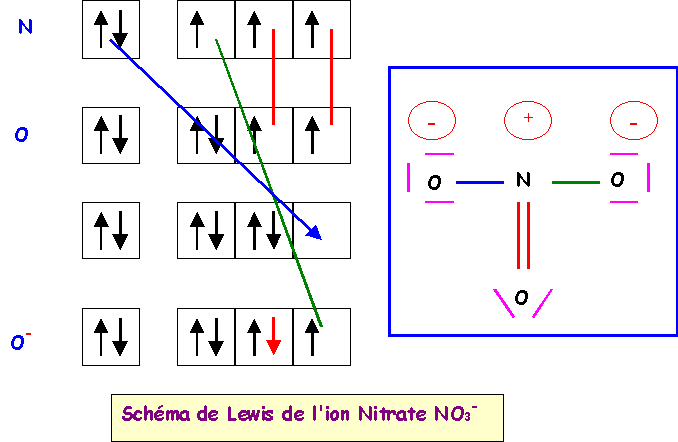 N
O
O-
- + -
O N O
O
Schéma de Lewis de l'ion Nitrate NO₃⁻